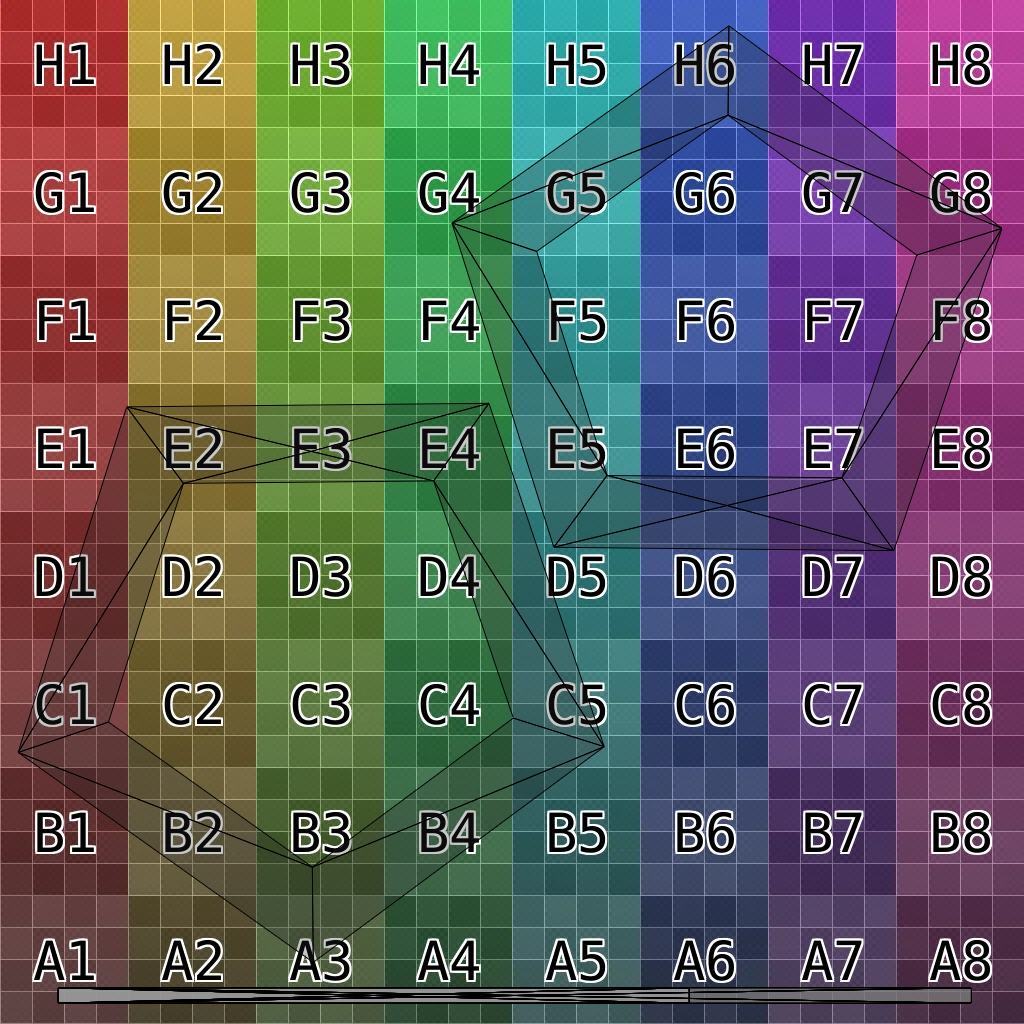 H1 H2 H3 H4 H5 H6 H7 H8
G1 G2 G3 G4 G5 G6 G7 G8
F1 F2 F3 F4 F5 F6 F7 F8
E1 E2 E3 E4 E5 E6 E7 E8
D1 D2 D3 D4 D5 D6 D7 D8
C1 C2 C3 C4 C5 C6 C7 C8
B1 B2 B3 B4 B5 B6 B7 B8
A1 A2 A3 A4 A5 A6 A7 A8